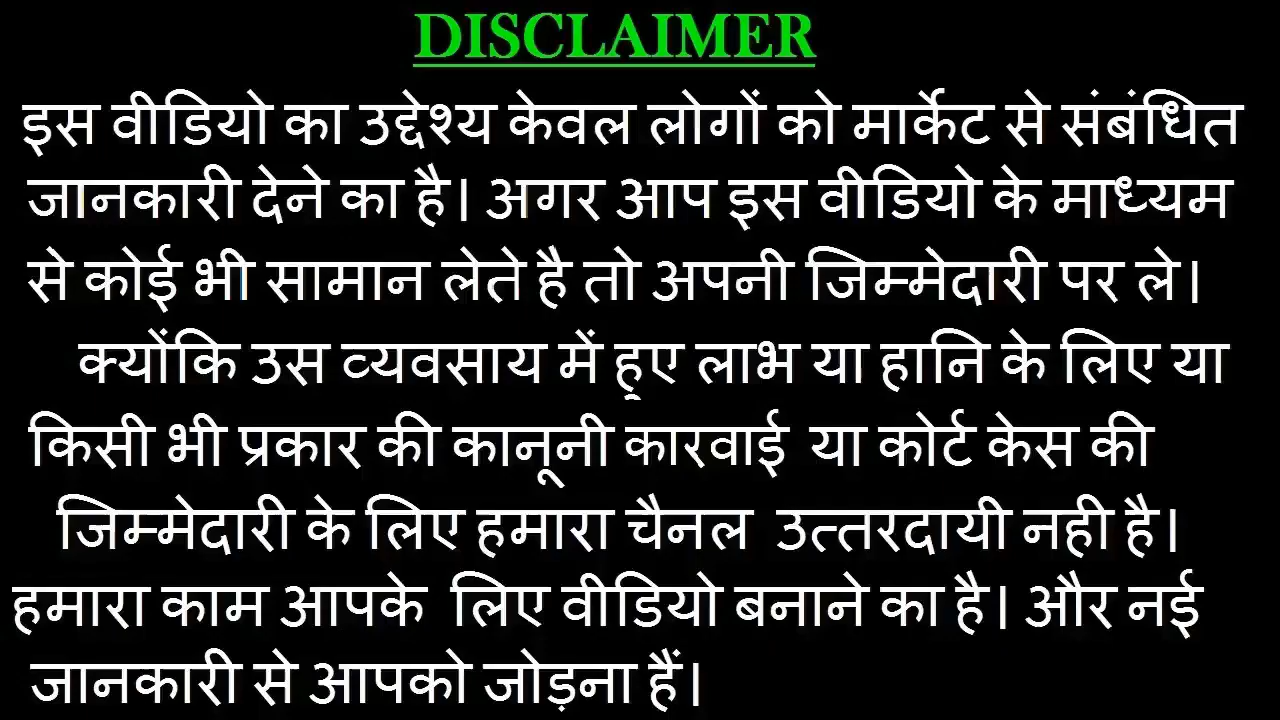 DISCLAIMER
इस वीडियो का उद्देश्य केवल लोगों को मार्केट से संबंधित
जानकारी देने का है। अगर आप इस वीडियो के माध्यम
से कोई भी सामान लेते है तो अपनी जिम्मेदारी पर ले।
क्योंकि उस व्यवसाय में हूए लाभ या हानि के लिए या
किसी भी प्रकार की कानूनी कारवाई या कोर्ट केस की
जिम्मेदारी के लिए हमारा चैनल उत्तरदायी नही है।
हमारा काम आपके लिए वीडियो बनाने का है। और नई
जानकारी से आपको जोड़ना हैं।